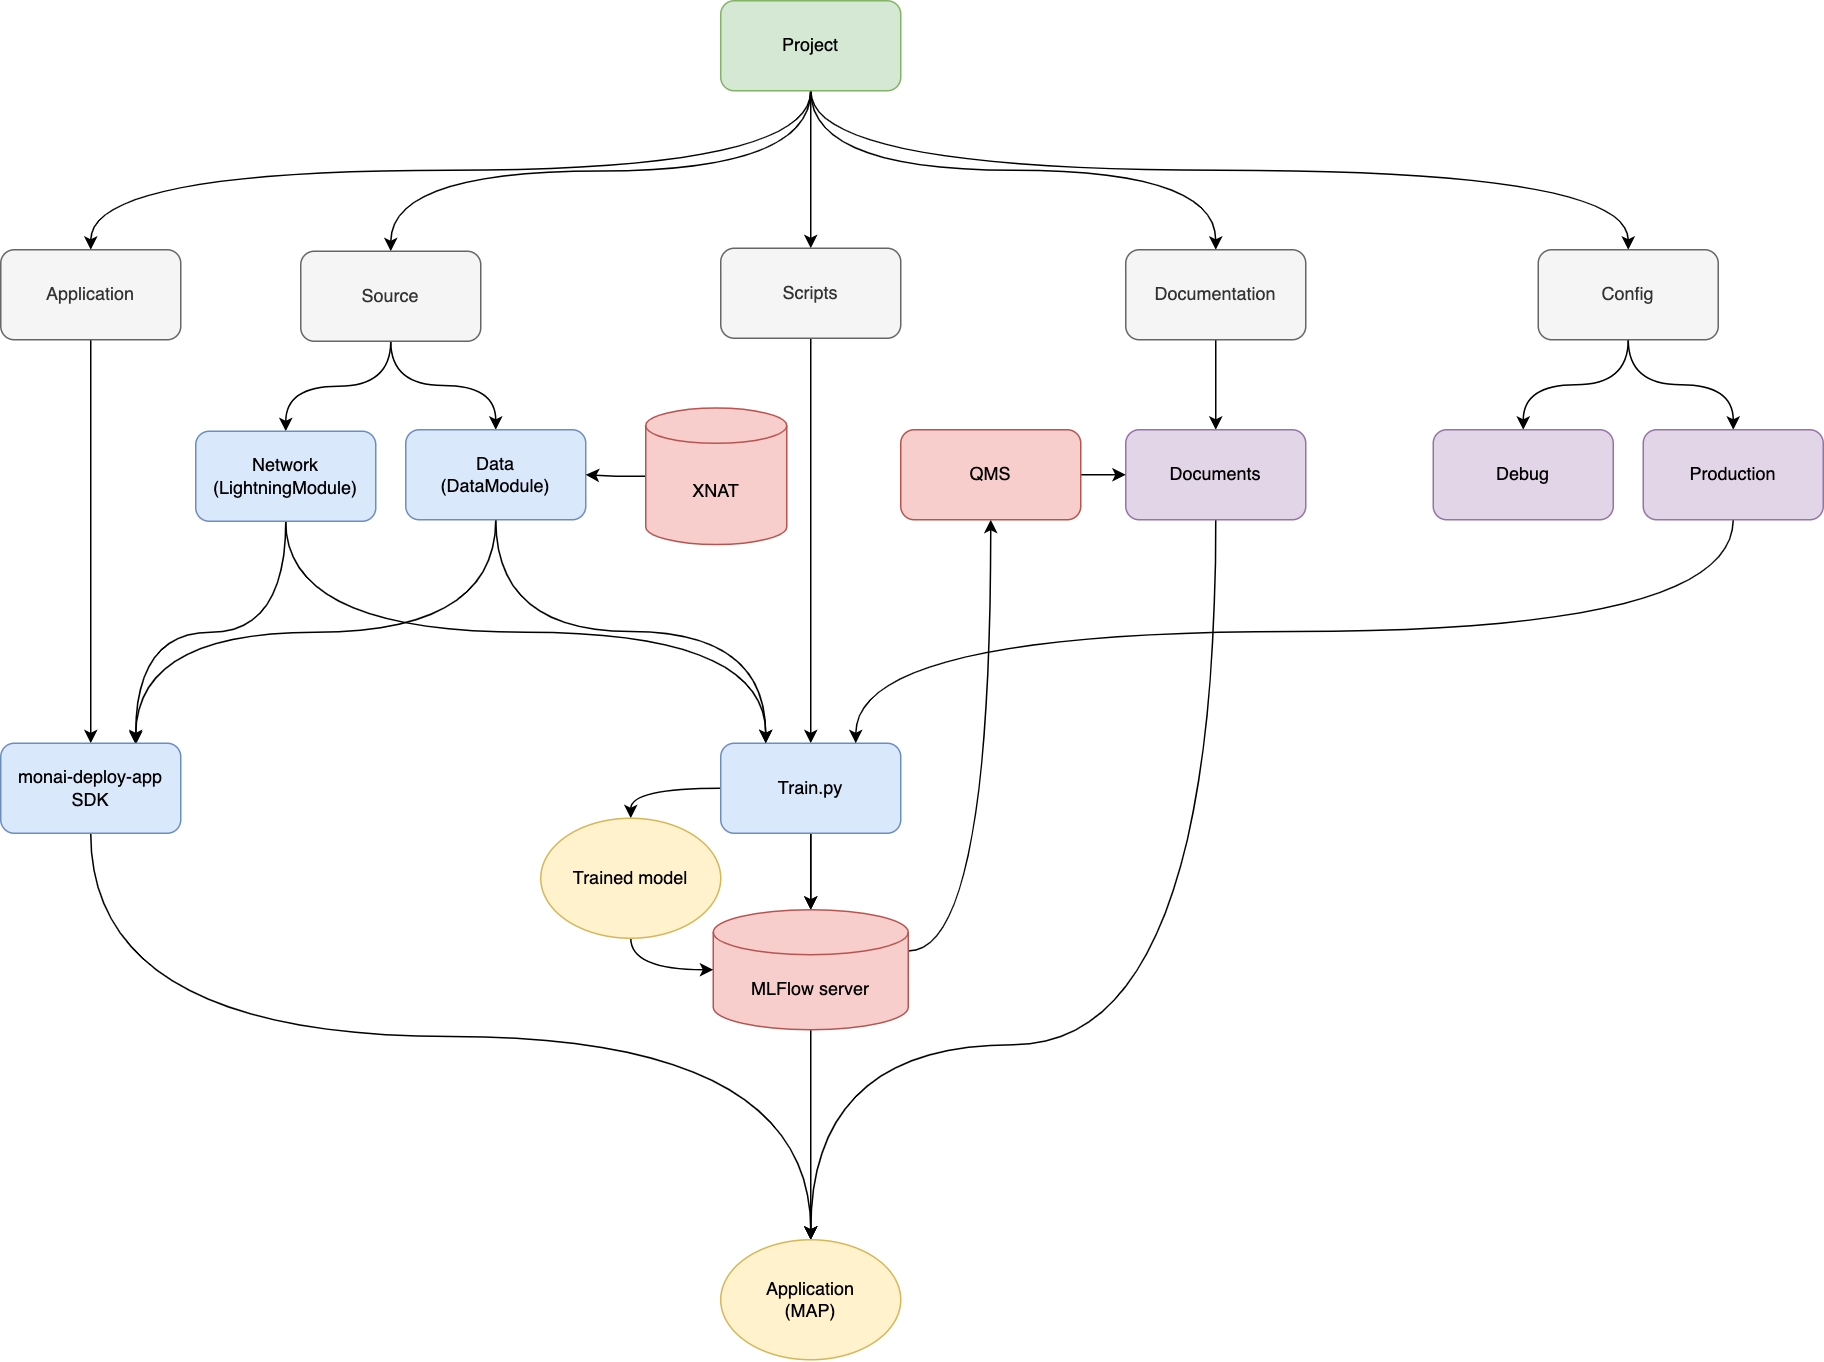 Project
Application
Source
Scripts
Documentation
Config
Network
(LightningModule)
Data
(DataModule)
XNAT
QMS
Documents
Debug
Production
monai-deploy-app
SDK
Train.py
Trained model
MLFlow server
Application
(MAP)